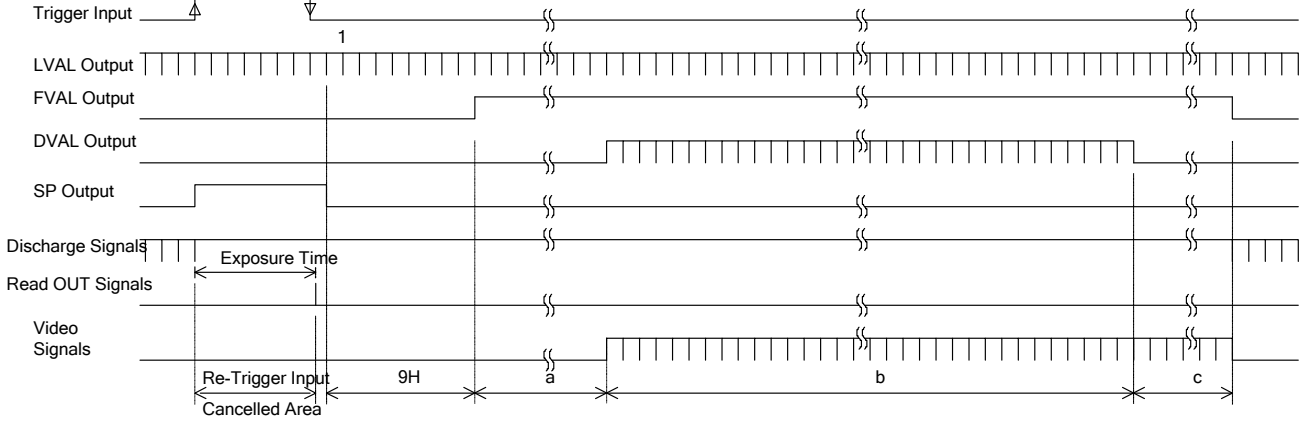 Trigger Input
1
LVAL Output
FVAL Output
DVAL Output
SP Output
Discharge Signals
Exposure Time
Read OUT Signals
Video
Signals
Re-Trigger Input
9H
a
b
c
Cancelled Area